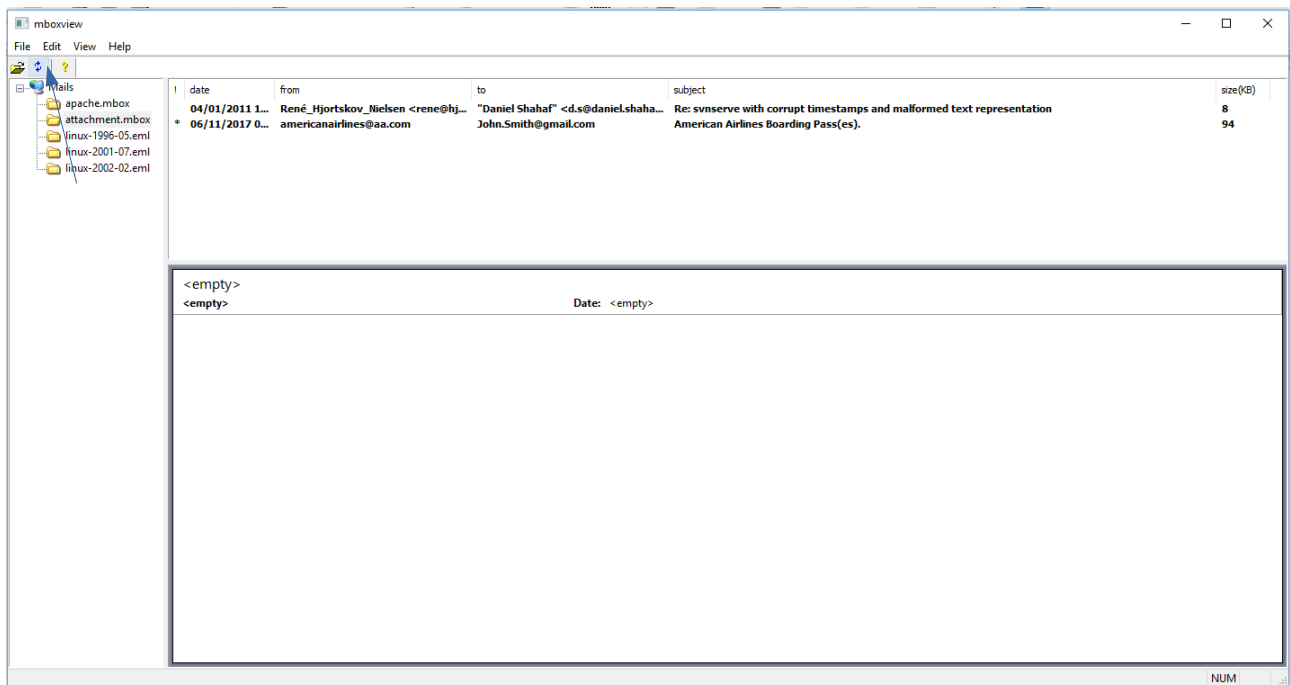 mboxview
File Edit View Help
?
Mails
apache.mbox
attachment.mbox
linux-1996-05.eml
linux-2001-07.eml
linux-2002-02.eml
! date from to subject size(KB)
04/01/2011 1... René_Hjortskov_Nielsen <rene@hj... "Daniel Shahaf" <d.s@daniel.shaha... Re: svnserve with corrupt timestamps and malformed text representation 8
* 06/11/2017 0... americanairlines@aa.com John.Smith@gmail.com American Airlines Boarding Pass(es). 94
<empty>
<empty> Date: <empty>
NUM